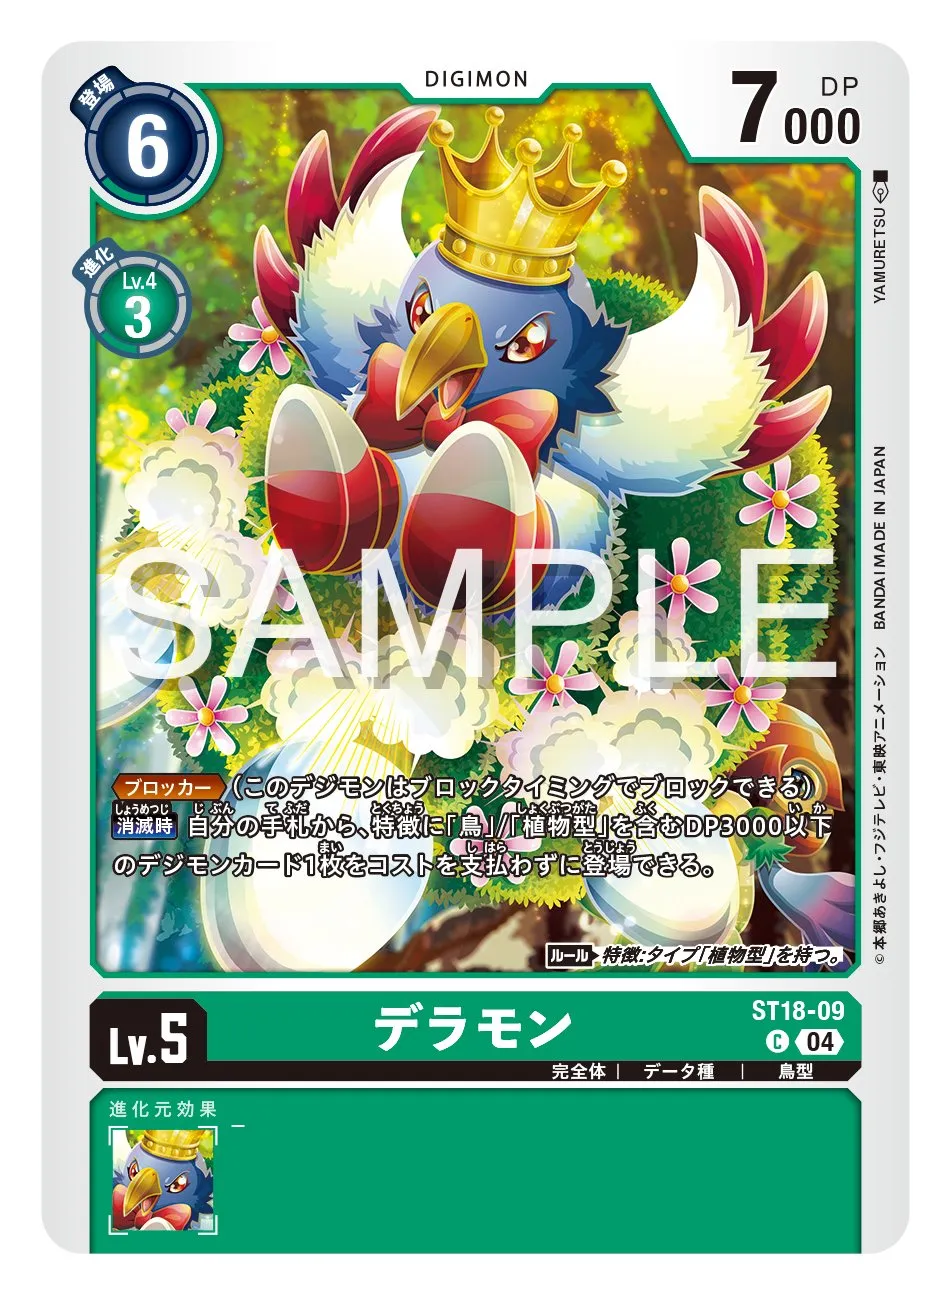 DIGIMON
登場
6
7000
DP
進化
Lv.4
3
YAMURETSU
SAMPLE
ブロッカー (このデジモンはブロックタイミングでブロックできる)
消滅時 自分の手札から、特徴に「鳥」/「植物型」を含むDP3000以下
のデジモンカード1枚をコストを支払わずに登場できる。
ルール 特徴:タイプ「植物型」を持つ。
©本郷あきよし・フジテレビ・東映アニメーション BANDAI MADE IN JAPAN
Lv.5
デラモン
ST18-09
C 04
完全体 | データ種 | 鳥型
進化元効果
–